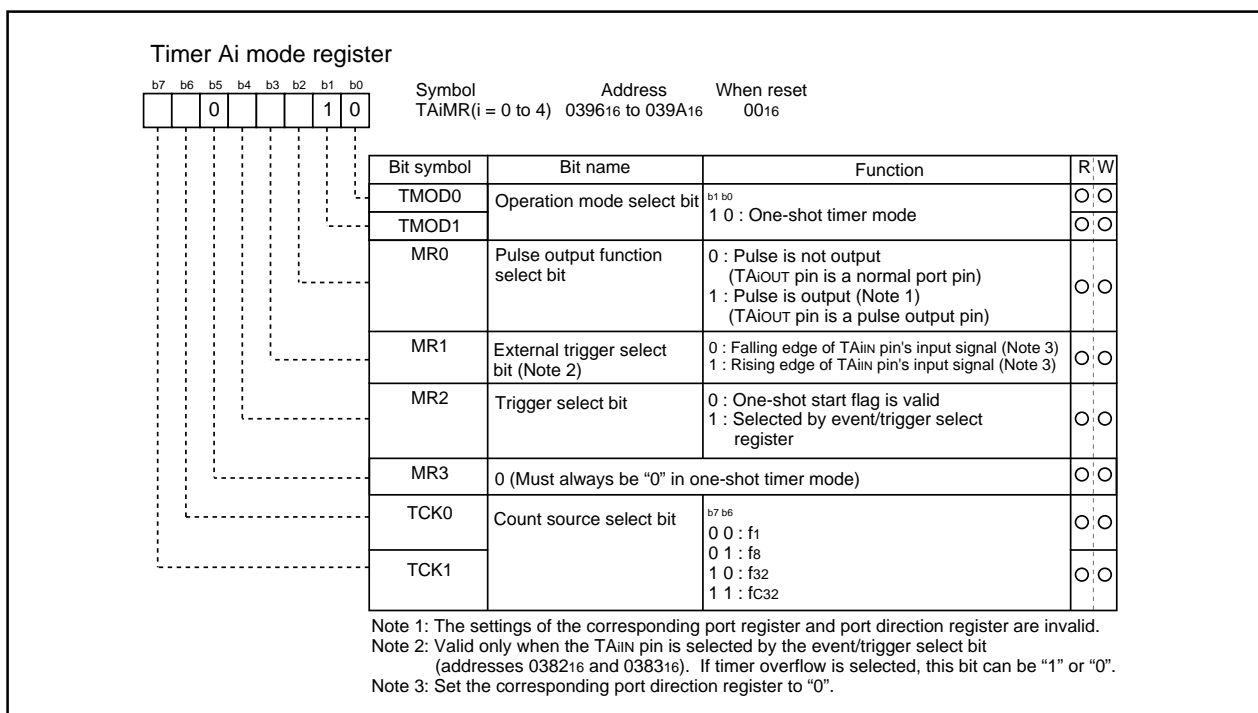 Timer Ai mode register
b7 b6 b5 b4 b3 b2 b1 b0
0 1 0
Symbol Address When reset
TAiMR(i = 0 to 4) 039616 to 039A16 0016
Bit symbol Bit name Function R W
TMOD0 Operation mode select bit b1 b0
1 0 : One-shot timer mode
TMOD1
MR0 Pulse output function 0 : Pulse is not output
select bit (TAiOUT pin is a normal port pin)
1 : Pulse is output (Note 1)
(TAiOUT pin is a pulse output pin)
MR1 External trigger select 0 : Falling edge of TAiIN pin's input signal (Note 3)
bit (Note 2) 1 : Rising edge of TAiIN pin's input signal (Note 3)
MR2 Trigger select bit 0 : One-shot start flag is valid
1 : Selected by event/trigger select
register
MR3 0 (Must always be “0” in one-shot timer mode)
TCK0 Count source select bit b7 b6
0 0 : f1
0 1 : f8
TCK1 1 0 : f32
1 1 : fC32
Note 1: The settings of the corresponding port register and port direction register are invalid.
Note 2: Valid only when the TAiIN pin is selected by the event/trigger select bit
(addresses 038216 and 038316). If timer overflow is selected, this bit can be “1” or “0”.
Note 3: Set the corresponding port direction register to “0”.